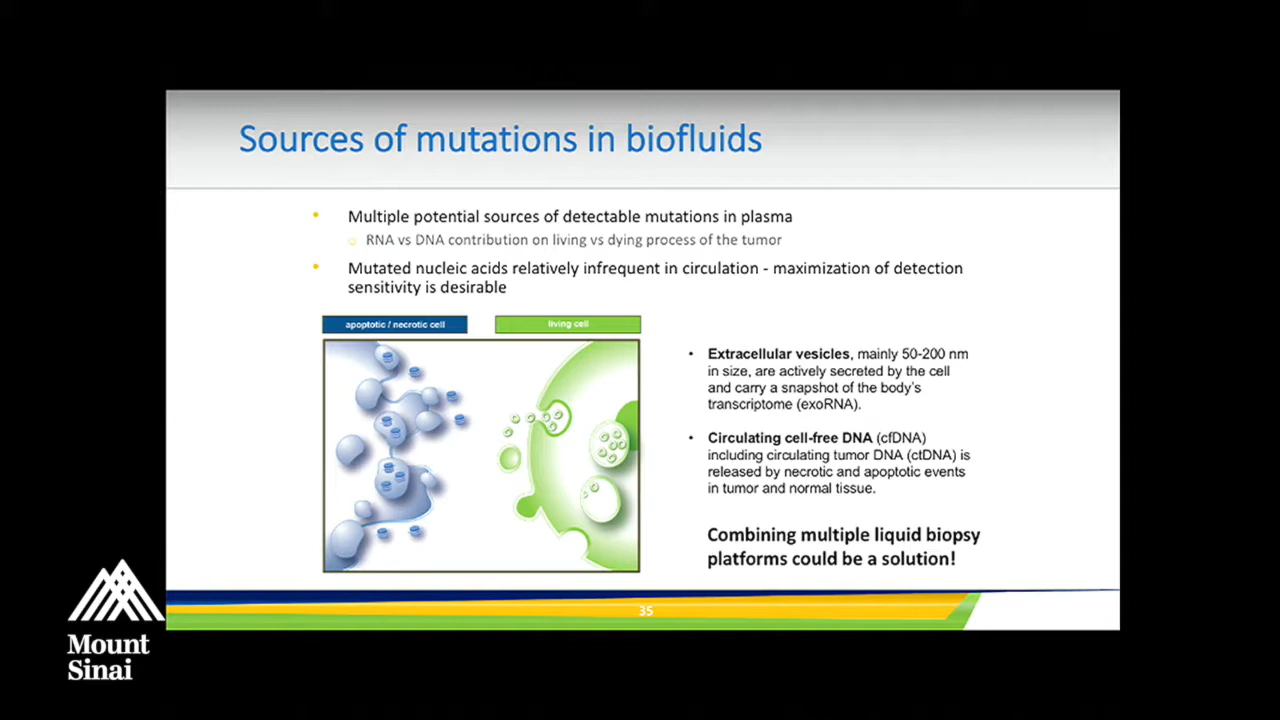 Sources of mutations in biofluids
• Multiple potential sources of detectable mutations in plasma
o RNA vs DNA contribution on living vs dying process of the tumor
• Mutated nucleic acids relatively infrequent in circulation - maximization of detection
sensitivity is desirable
apoptotic / necrotic cell
living cell
• Extracellular vesicles, mainly 50-200 nm
in size, are actively secreted by the cell
and carry a snapshot of the body's
transcriptome (exoRNA).
• Circulating cell-free DNA (cfDNA)
including circulating tumor DNA (ctDNA) is
released by necrotic and apoptotic events
in tumor and normal tissue.
Combining multiple liquid biopsy
platforms could be a solution!
35
Mount
Sinai